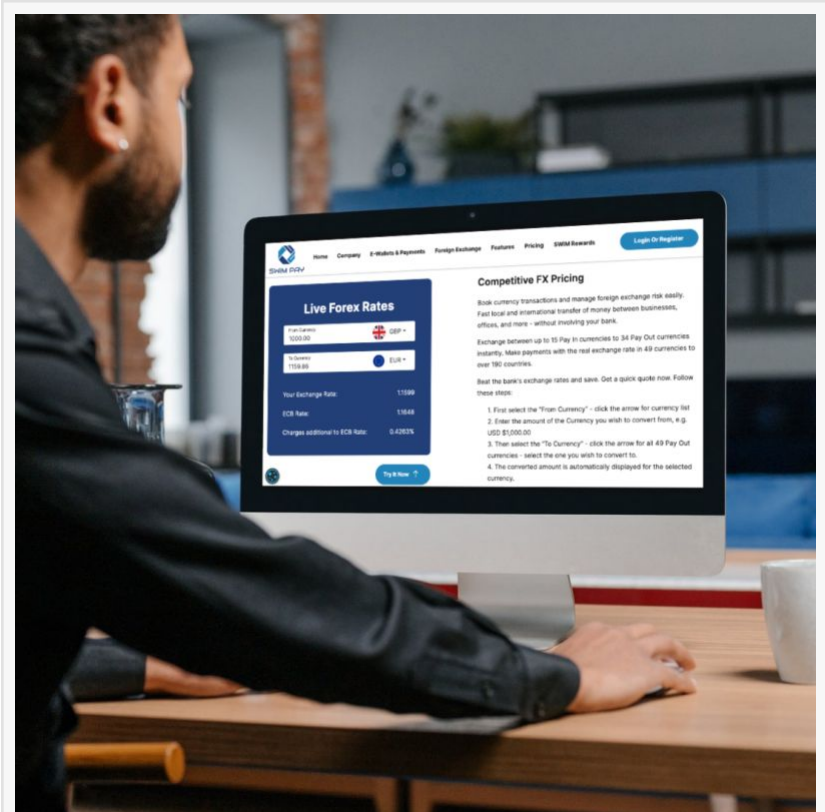 SWIM PAY
Home Company E-Wallets & Payments Foreign Exchange Features Pricing SWIM Rewards Login Or Register
Live Forex Rates
From Currency
1000.00 GBP
To Currency
1159.86 EUR
Your Exchange Rate: 1.1599
ECB Rate: 1.1649
Charges additional to ECB Rate: 0.4263%
Try It Now
Competitive FX Pricing
Book currency transactions and manage foreign exchange risk easily.
Fast local and international transfer of money between businesses,
offices, and more - without involving your bank.
Exchange between up to 15 Pay In currencies to 34 Pay Out currencies
instantly. Make payments with the real exchange rate in 49 currencies to
over 190 countries.
Beat the bank's exchange rates and save. Get a quick quote now. Follow
these steps:
1. First select the "From Currency" - click the arrow for currency list
2. Enter the amount of the Currency you wish to convert from, e.g.
USD $1,000.00
3. Then select the "To Currency" - click the arrow for all 49 Pay Out
currencies - select the one you wish to convert to.
4. The converted amount is automatically displayed for the selected
currency.